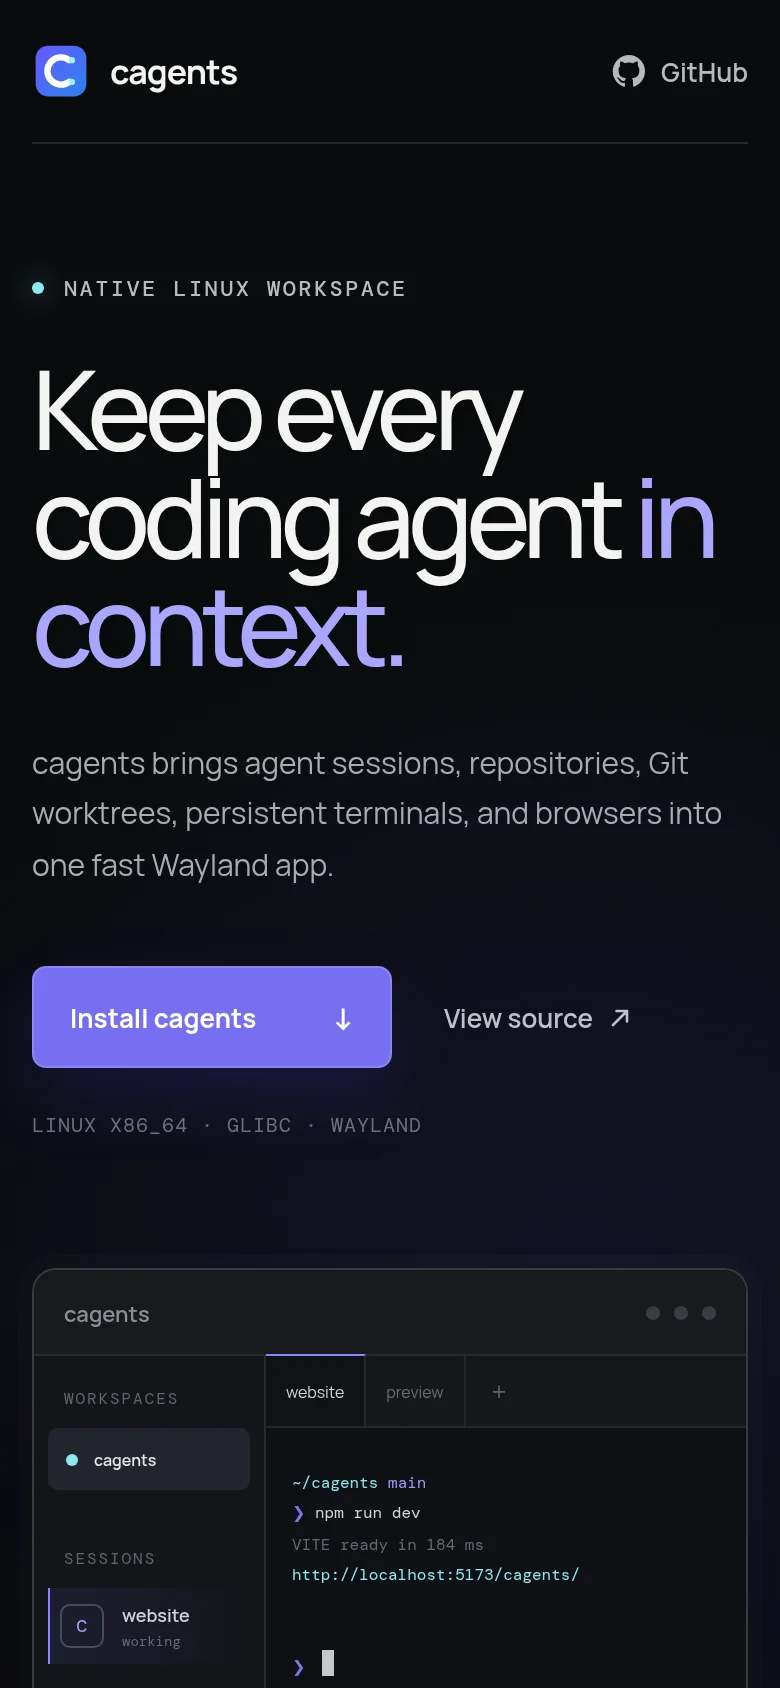 cagents
GitHub
NATIVE LINUX WORKSPACE
Keep every
coding agent in
context.
cagents brings agent sessions, repositories, Git
worktrees, persistent terminals, and browsers into
one fast Wayland app.
Install cagents ↓
View source ↗
LINUX X86_64 · GLIBC · WAYLAND
cagents
WORKSPACES
cagents
SESSIONS
C
website
working
website
preview
+
~/cagents main
❯ npm run dev
VITE ready in 184 ms
http://localhost:5173/cagents/
❯